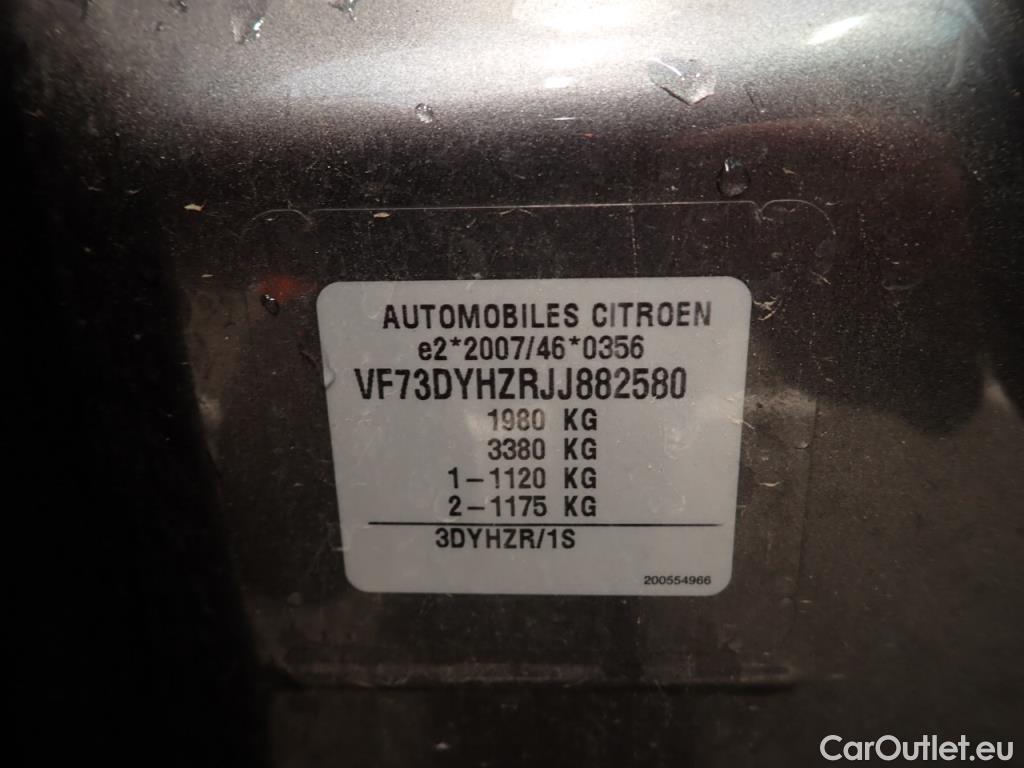 AUTOMOBILES CITROEN
e2*2007/46*0356
VF73DYHZRJJ882580
1980 KG
3380 KG
1-1120 KG
2-1175 KG
3DYHZR/1S
200554966
CarOutlet.eu